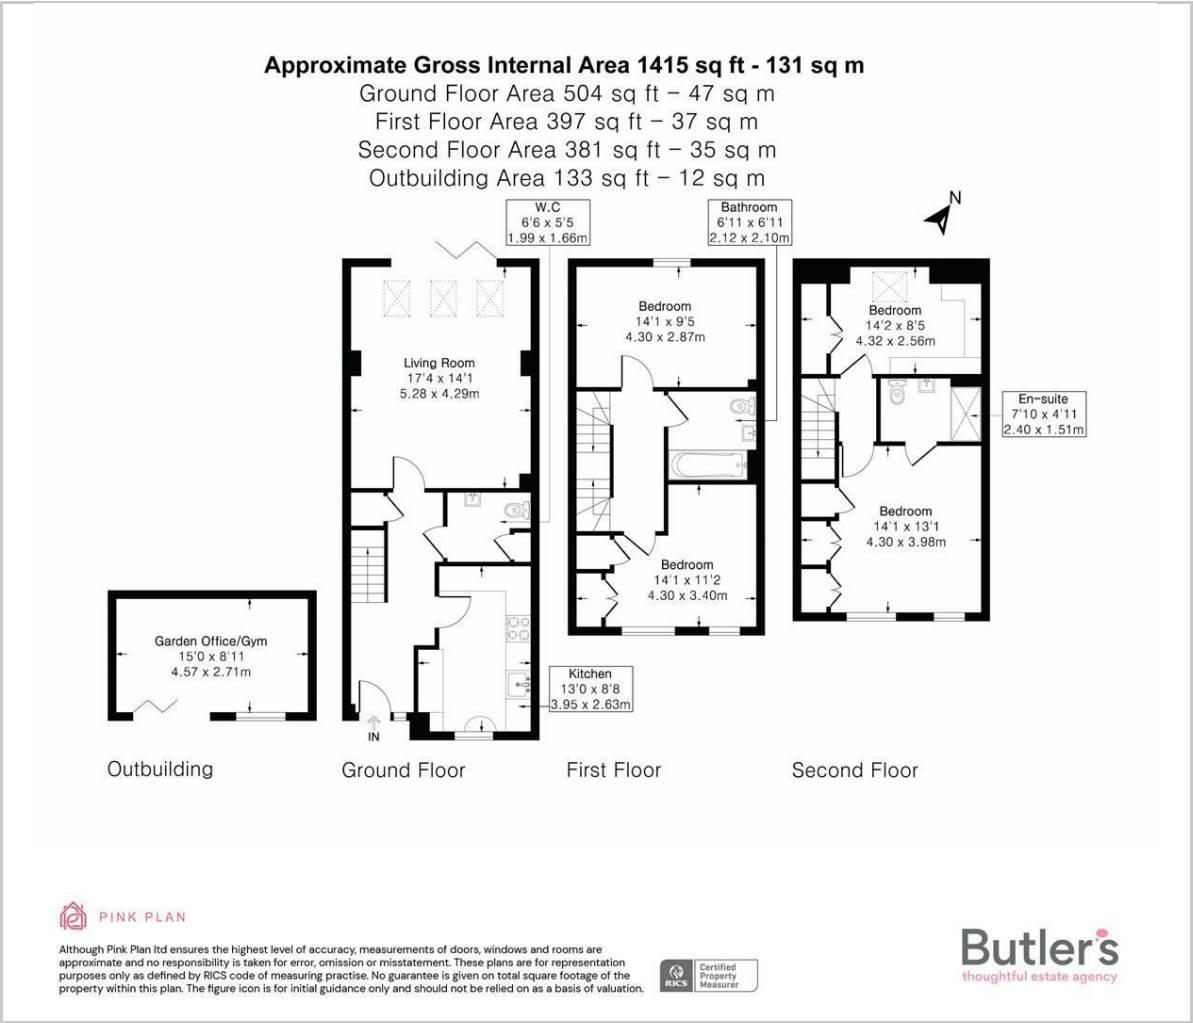 Approximate Gross Internal Area 1415 sq ft - 131 sq m
Ground Floor Area 504 sq ft – 47 sq m
First Floor Area 397 sq ft – 37 sq m
Second Floor Area 381 sq ft – 35 sq m
Outbuilding Area 133 sq ft – 12 sq m
W.C
6'6 x 5'5
1.99 x 1.66m
Bathroom
6'11 x 6'11
2.12 x 2.10m
N
Living Room
17'4 x 14'1
5.28 x 4.29m
Bedroom
14'1 x 9'5
4.30 x 2.87m
Bedroom
14'2 x 8'5
4.32 x 2.56m
En-suite
7'10 x 4'11
2.40 x 1.51m
Bedroom
14'1 x 13'1
4.30 x 3.98m
Bedroom
14'1 x 11'2
4.30 x 3.40m
Garden Office/Gym
15'0 x 8'11
4.57 x 2.71m
Kitchen
13'0 x 8'8
3.95 x 2.63m
IN
Outbuilding
Ground Floor
First Floor
Second Floor
PINK PLAN
Although Pink Plan ltd ensures the highest level of accuracy, measurements of doors, windows and rooms are
approximate and no responsibility is taken for error, omission or misstatement. These plans are for representation
purposes only as defined by RICS code of measuring practise. No guarantee is given on total square footage of the
property within this plan. The figure icon is for initial guidance only and should not be relied on as a basis of valuation.
RICS
Certified
Property
Measurer
Butler's
thoughtful estate agency